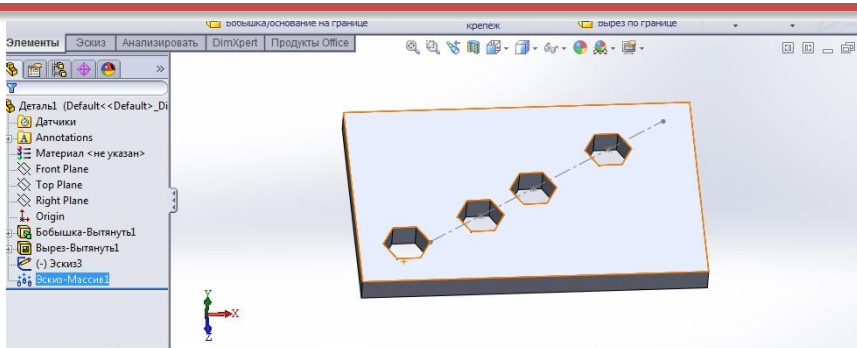 Бобышка/основание на границе
крепеж
Вырез по границе
Элементы Эскиз Анализировать DimXpert Продукты Office
»
Деталь1 (Default<<Default>_Di
Датчики
Annotations
Материал <не указан>
Front Plane
Top Plane
Right Plane
Origin
Бобышка-Вытянуть1
Вырез-Вытянуть1
(-) Эскиз3
Эскиз-Массив1
Y
X
Z